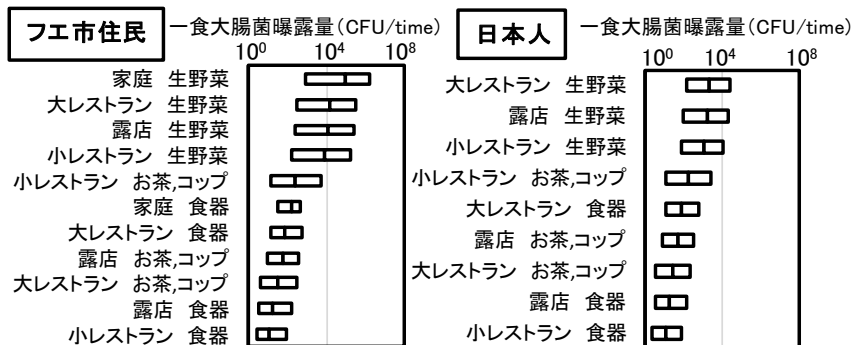 フエ市住民
一食大腸菌曝露量(CFU/time)
10⁰ 10⁴ 10⁸
家庭 生野菜
大レストラン 生野菜
露店 生野菜
小レストラン 生野菜
小レストラン お茶,コップ
家庭 食器
大レストラン 食器
露店 お茶,コップ
大レストラン お茶,コップ
露店 食器
小レストラン 食器
日本人
一食大腸菌曝露量(CFU/time)
10⁰ 10⁴ 10⁸
大レストラン 生野菜
露店 生野菜
小レストラン 生野菜
小レストラン お茶,コップ
大レストラン 食器
露店 お茶,コップ
大レストラン お茶,コップ
露店 食器
小レストラン 食器